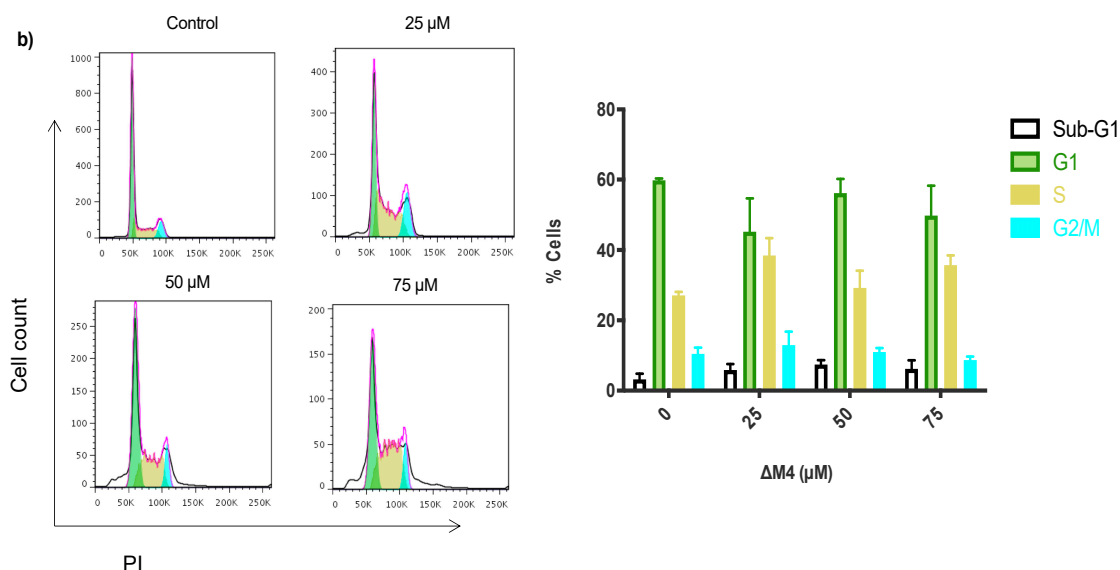 b)
Control
1000
800
600
400
200
0
0 50K 100K 150K 200K 250K
25 µM
400
300
200
100
0
0 50K 100K 150K 200K 250K
50 µM
250
200
150
100
50
0
0 50K 100K 150K 200K 250K
75 µM
200
150
100
50
0
0 50K 100K 150K 200K 250K
Cell count
PI
% Cells
80
60
40
20
0
0 25 50 75
ΔM4 (µM)
Sub-G1
G1
S
G2/M